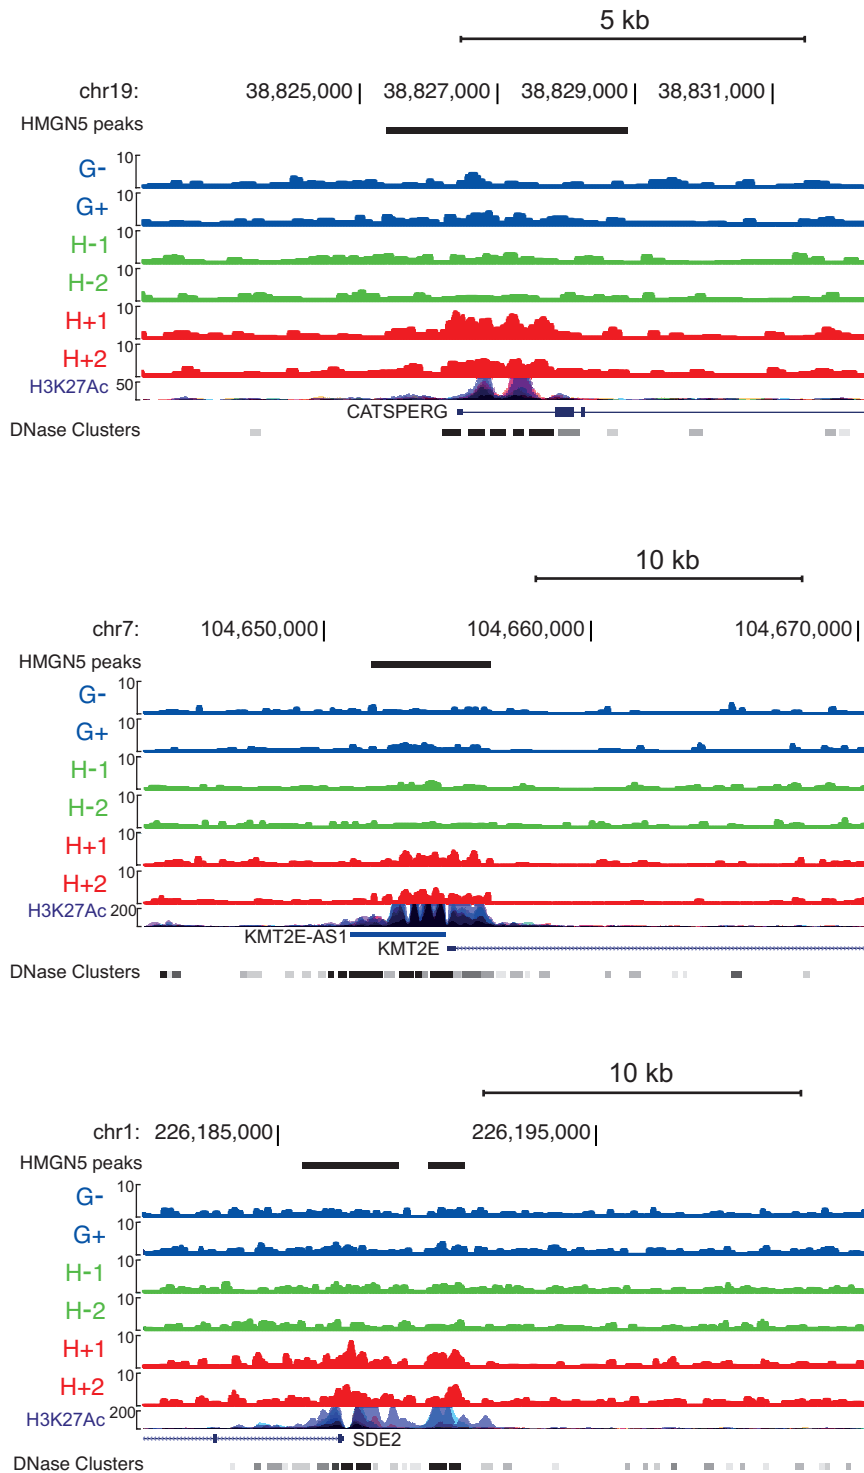 5 kb
chr19: 38,825,000 38,827,000 38,829,000 38,831,000
HMGN5 peaks
G- 10
G+ 10
H-1 10
H-2 10
H+1 10
H+2 10
H3K27Ac 50
CATSPERG
DNase Clusters
10 kb
chr7: 104,650,000 104,660,000 104,670,000
HMGN5 peaks
G- 10
G+ 10
H-1 10
H-2 10
H+1 10
H+2 10
H3K27Ac 200
KMT2E-AS1
KMT2E
DNase Clusters
10 kb
chr1: 226,185,000 226,195,000
HMGN5 peaks
G- 10
G+ 10
H-1 10
H-2 10
H+1 10
H+2 10
H3K27Ac 200
SDE2
DNase Clusters